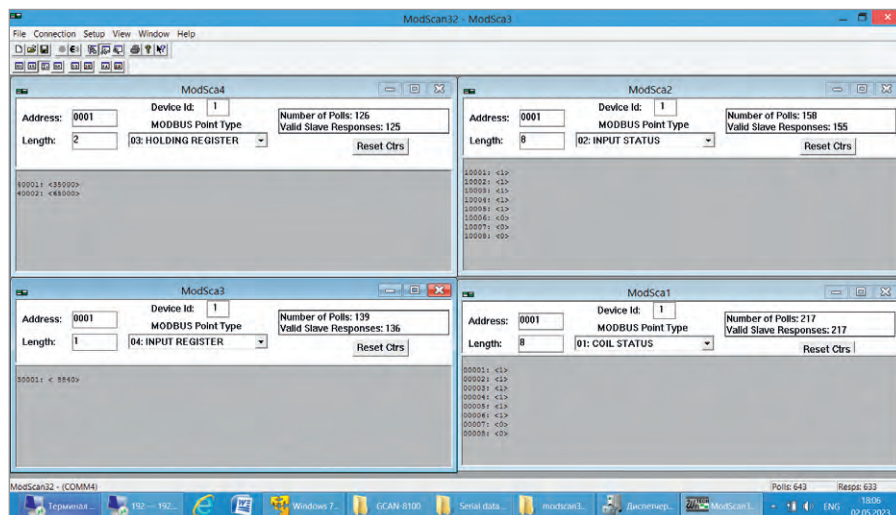 ModScan32 - ModSca3
File Connection Setup View Window Help
ModSca4
Address: 0001
Device Id: 1
MODBUS Point Type
Length: 2
03: HOLDING REGISTER
Number of Polls: 126
Valid Slave Responses: 125
Reset Ctrs
40001: <35000>
40002: <65000>
ModSca2
Address: 0001
Device Id: 1
MODBUS Point Type
Length: 8
02: INPUT STATUS
Number of Polls: 158
Valid Slave Responses: 155
Reset Ctrs
10001: <1>
10002: <1>
10003: <1>
10004: <1>
10005: <1>
10006: <0>
10007: <0>
10008: <0>
ModSca3
Address: 0001
Device Id: 1
MODBUS Point Type
Length: 1
04: INPUT REGISTER
Number of Polls: 139
Valid Slave Responses: 136
Reset Ctrs
30001: <
ModSca1
Address: 0001
Device Id: 1
MODBUS Point Type
Length: 8
01: COIL STATUS
Number of Polls: 217
Valid Slave Responses: 217
Reset Ctrs
00001: <1>
00002: <1>
00003: <1>
00004: <1>
00005: <1>
00006: <1>
00007: <0>
00008: <0>
ModScan32 - (COMM4)
Polls: 643
Resps: 633
Терминал...
192 — 192...
Windows 7...
GCAN-8100
Serial data...
modscan3...
Диспетчер...
ModScan3...
ENG
18:06
02.05.2023